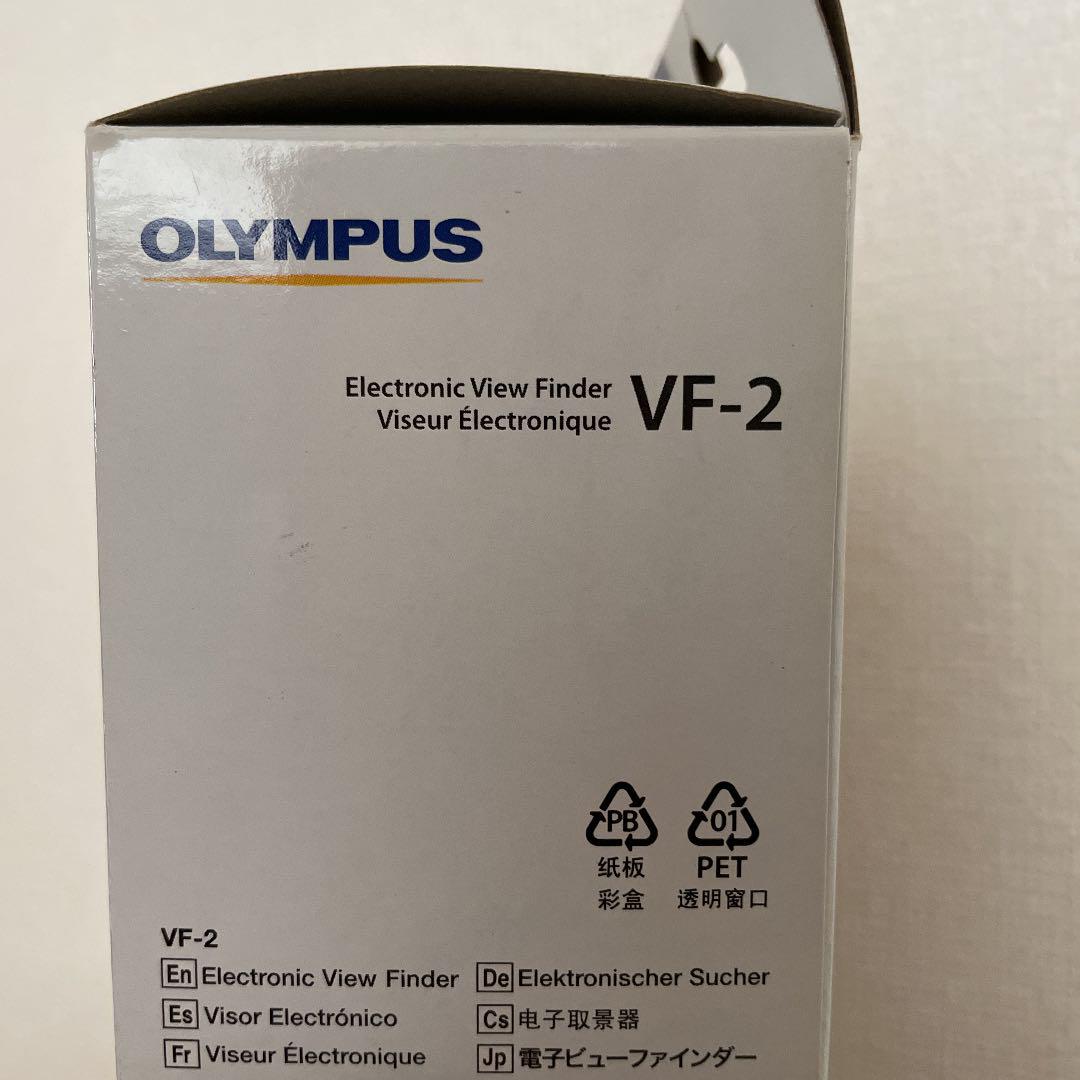 OLYMPUS
Electronic View Finder
Viseur Électronique
VF-2
PB
01
纸板
PET
彩盒
透明窗口
VF-2
En Electronic View Finder
De Elektronischer Sucher
Es Visor Electrónico
Cs 电子取景器
Fr Viseur Électronique
Jp 電子ビューファインダー